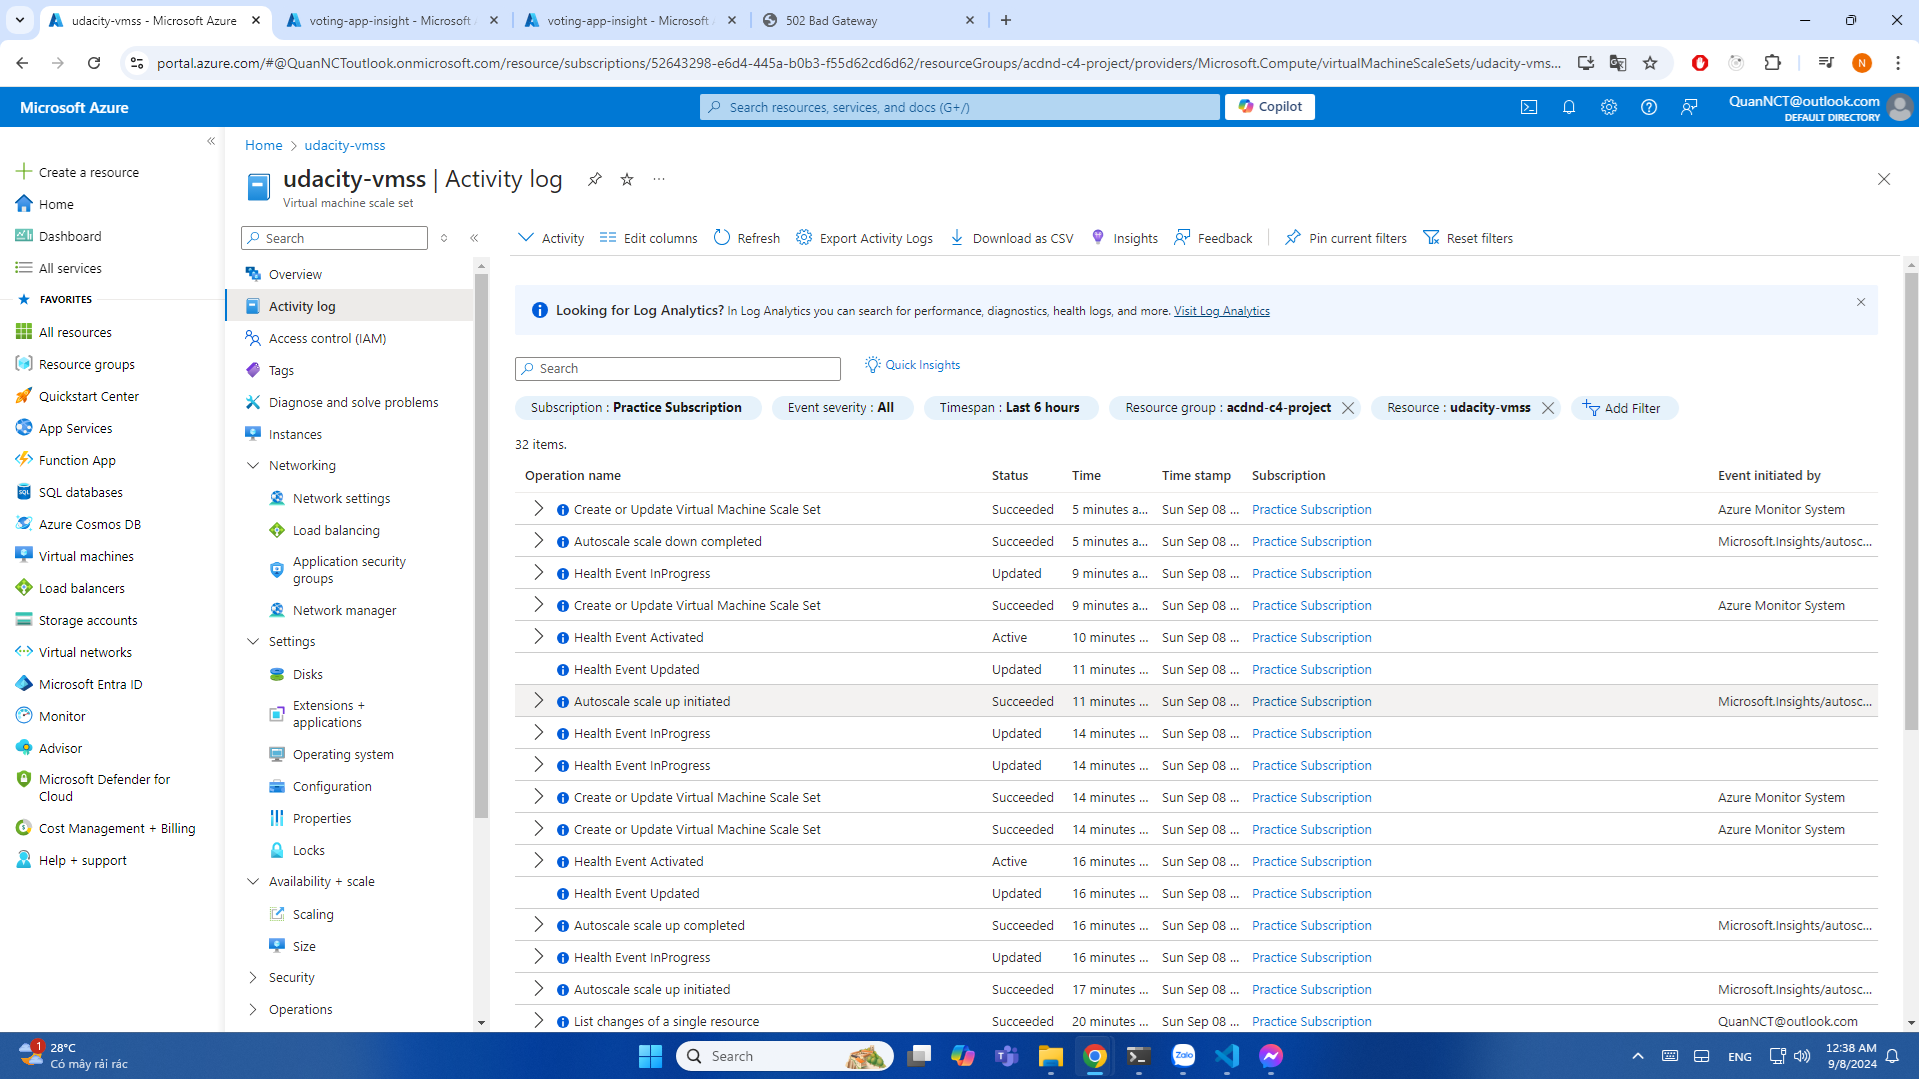 udacity-vmss - Microsoft Azure
voting-app-insight - Microsoft
voting-app-insight - Microsoft
502 Bad Gateway
portal.azure.com/#@QuanNCToutlook.onmicrosoft.com/resource/subscriptions/52643298-e6d4-445a-b0b3-f55d62cd6d62/resourceGroups/acdnd-c4-project/providers/Microsoft.Compute/virtualMachineScaleSets/udacity-vms...
N
Microsoft Azure
Search resources, services, and docs (G+/)
Copilot
QuanNCT@outlook.com
DEFAULT DIRECTORY
Create a resource
Home
Dashboard
All services
FAVORITES
All resources
Resource groups
Quickstart Center
App Services
Function App
SQL databases
Azure Cosmos DB
Virtual machines
Load balancers
Storage accounts
Virtual networks
Microsoft Entra ID
Monitor
Advisor
Microsoft Defender for
Cloud
Cost Management + Billing
Help + support
Home > udacity-vmss
udacity-vmss | Activity log
Virtual machine scale set
Search
Overview
Activity log
Access control (IAM)
Tags
Diagnose and solve problems
Instances
Networking
Network settings
Load balancing
Application security
groups
Network manager
Settings
Disks
Extensions +
applications
Operating system
Configuration
Properties
Locks
Availability + scale
Scaling
Size
Security
Operations
Activity
Edit columns
Refresh
Export Activity Logs
Download as CSV
Insights
Feedback
Pin current filters
Reset filters
Looking for Log Analytics? In Log Analytics you can search for performance, diagnostics, health logs, and more. Visit Log Analytics
Search
Quick Insights
Subscription : Practice Subscription
Event severity : All
Timespan : Last 6 hours
Resource group : acdnd-c4-project
Resource : udacity-vmss
Add Filter
32 items.
Operation name Status Time Time stamp Subscription Event initiated by
Create or Update Virtual Machine Scale Set Succeeded 5 minutes a... Sun Sep 08 ... Practice Subscription Azure Monitor System
Autoscale scale down completed Succeeded 5 minutes a... Sun Sep 08 ... Practice Subscription Microsoft.Insights/autosc...
Health Event InProgress Updated 9 minutes a... Sun Sep 08 ... Practice Subscription
Create or Update Virtual Machine Scale Set Succeeded 9 minutes a... Sun Sep 08 ... Practice Subscription Azure Monitor System
Health Event Activated Active 10 minutes ... Sun Sep 08 ... Practice Subscription
Health Event Updated Updated 11 minutes ... Sun Sep 08 ... Practice Subscription
Autoscale scale up initiated Succeeded 11 minutes ... Sun Sep 08 ... Practice Subscription Microsoft.Insights/autosc...
Health Event InProgress Updated 14 minutes ... Sun Sep 08 ... Practice Subscription
Health Event InProgress Updated 14 minutes ... Sun Sep 08 ... Practice Subscription
Create or Update Virtual Machine Scale Set Succeeded 14 minutes ... Sun Sep 08 ... Practice Subscription Azure Monitor System
Create or Update Virtual Machine Scale Set Succeeded 14 minutes ... Sun Sep 08 ... Practice Subscription Azure Monitor System
Health Event Activated Active 16 minutes ... Sun Sep 08 ... Practice Subscription
Health Event Updated Updated 16 minutes ... Sun Sep 08 ... Practice Subscription
Autoscale scale up completed Succeeded 16 minutes ... Sun Sep 08 ... Practice Subscription Microsoft.Insights/autosc...
Health Event InProgress Updated 16 minutes ... Sun Sep 08 ... Practice Subscription
Autoscale scale up initiated Succeeded 17 minutes ... Sun Sep 08 ... Practice Subscription Microsoft.Insights/autosc...
List changes of a single resource Succeeded 20 minutes ... Sun Sep 08 ... Practice Subscription QuanNCT@outlook.com
1
28°C
Có mây rải rác
Search
Zalo
ENG
12:38 AM
9/8/2024